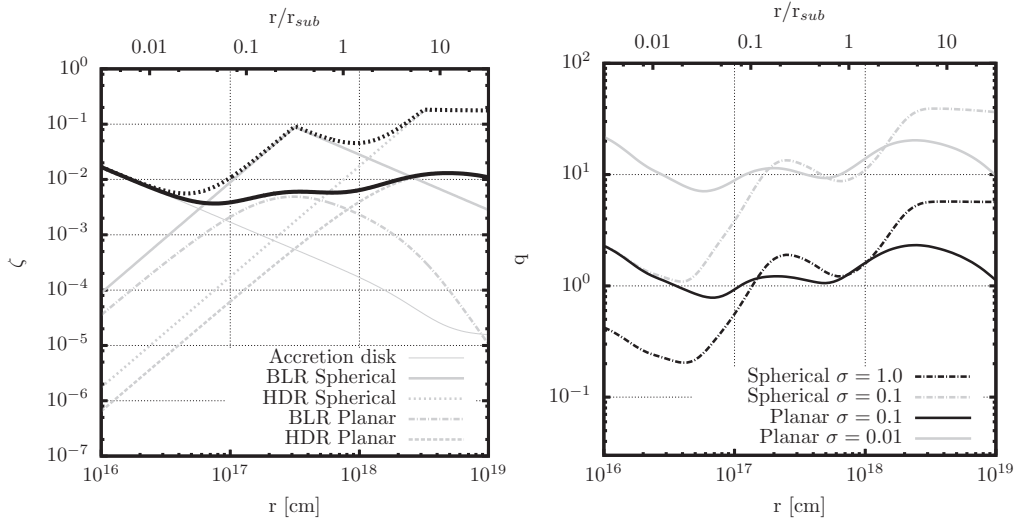 r/r_{sub}
0.01 0.1 1 10
10^0
10^{-1}
10^{-2}
10^{-3}
10^{-4}
10^{-5}
10^{-6}
10^{-7}
ζ
Accretion disk
BLR Spherical
HDR Spherical
BLR Planar
HDR Planar
10^{16} 10^{17} 10^{18} 10^{19}
r [cm]
r/r_{sub}
0.01 0.1 1 10
10^2
10^1
10^0
10^{-1}
q
Spherical σ = 1.0
Spherical σ = 0.1
Planar σ = 0.1
Planar σ = 0.01
10^{16} 10^{17} 10^{18} 10^{19}
r [cm]